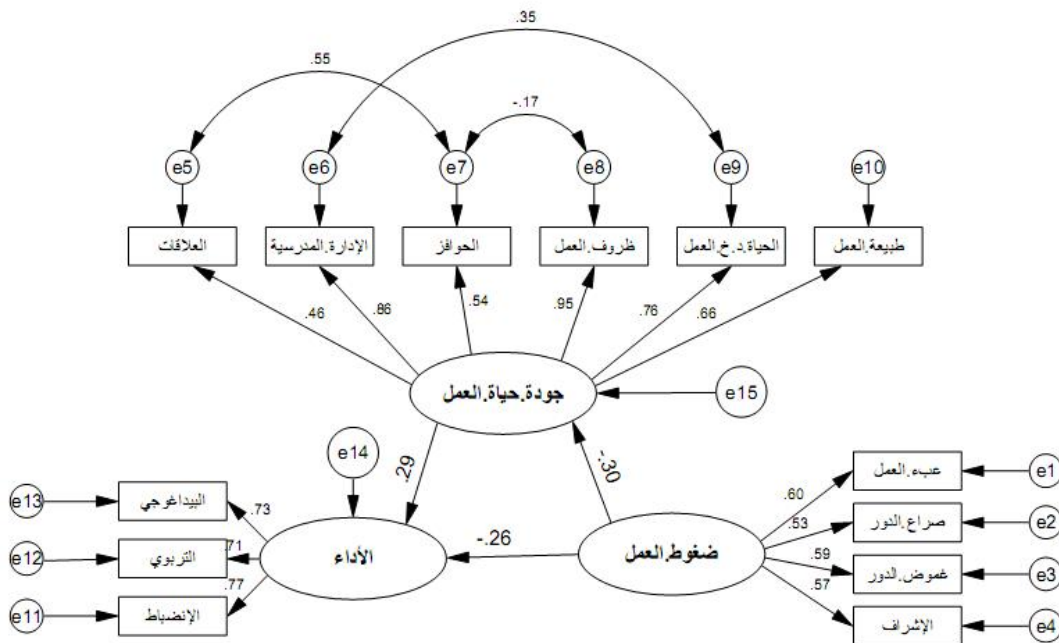 .35
.55
-.17
e5
e6
e7
e8
e9
e10
العلاقات
الإدارة.المدرسية
الحوافز
ظروف.العمل
الحياة.د.خ.العمل
طبيعة.العمل
.46
.86
.54
.95
.76
.66
جودة.حياة.العمل
e15
e14
.29
-.30
e13
البيداغوجي
.73
e12
التربوي
.71
e11
الإنضباط
.77
الأداء
-.26
ضغوط.العمل
.60
عبء.العمل
e1
.53
صراع.الدور
e2
.59
غموض.الدور
e3
.57
الإشراف
e4